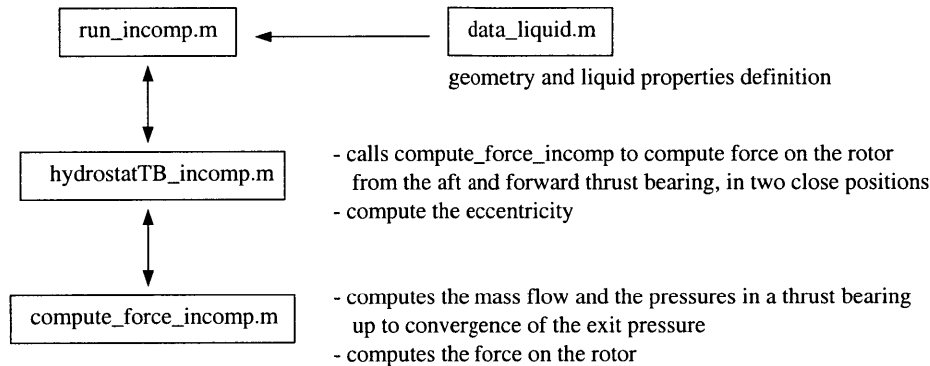 run_incomp.m
data_liquid.m
geometry and liquid properties definition
hydrostatTB_incomp.m
- calls compute_force_incomp to compute force on the rotor
from the aft and forward thrust bearing, in two close positions
- compute the eccentricity
compute_force_incomp.m
- computes the mass flow and the pressures in a thrust bearing
up to convergence of the exit pressure
- computes the force on the rotor